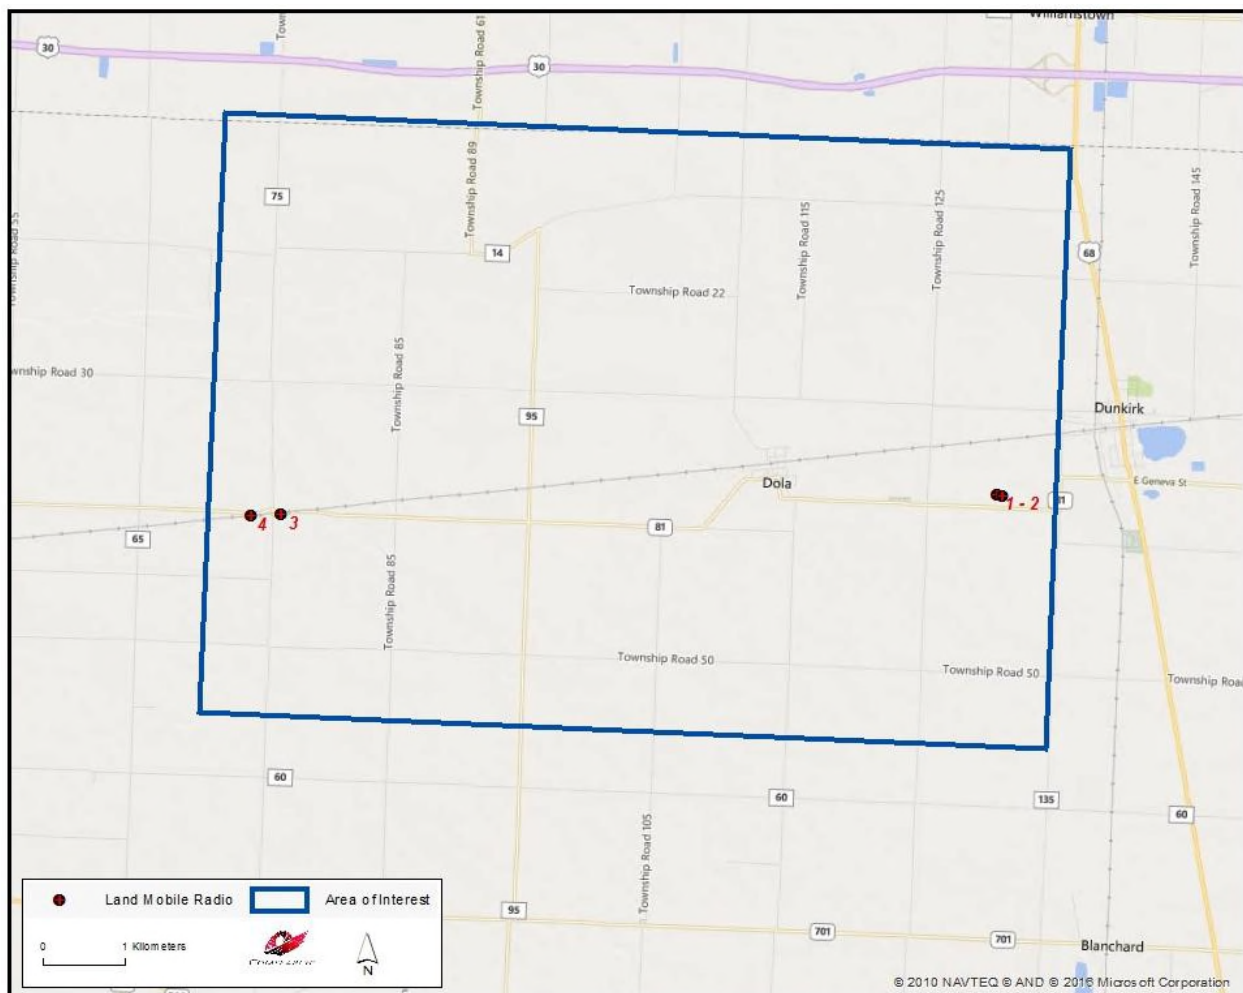 Williamstown
30
30
Township Road 61
Township Road 89
75
14
Township Road 55
Township Road 115
Township Road 125
Township Road 145
68
Township Road 22
Township Road 85
95
Dunkirk
Dola
E Geneva St
1 - 2
4
3
81
65
Township Road 85
Township Road 50
Township Road 50
Township Road
60
60
135
60
Township Road 105
95
701
701
Blanchard
Land Mobile Radio
Area of Interest
0 1 Kilometers
N
© 2010 NAVTEQ © AND © 2016 Microsoft Corporation